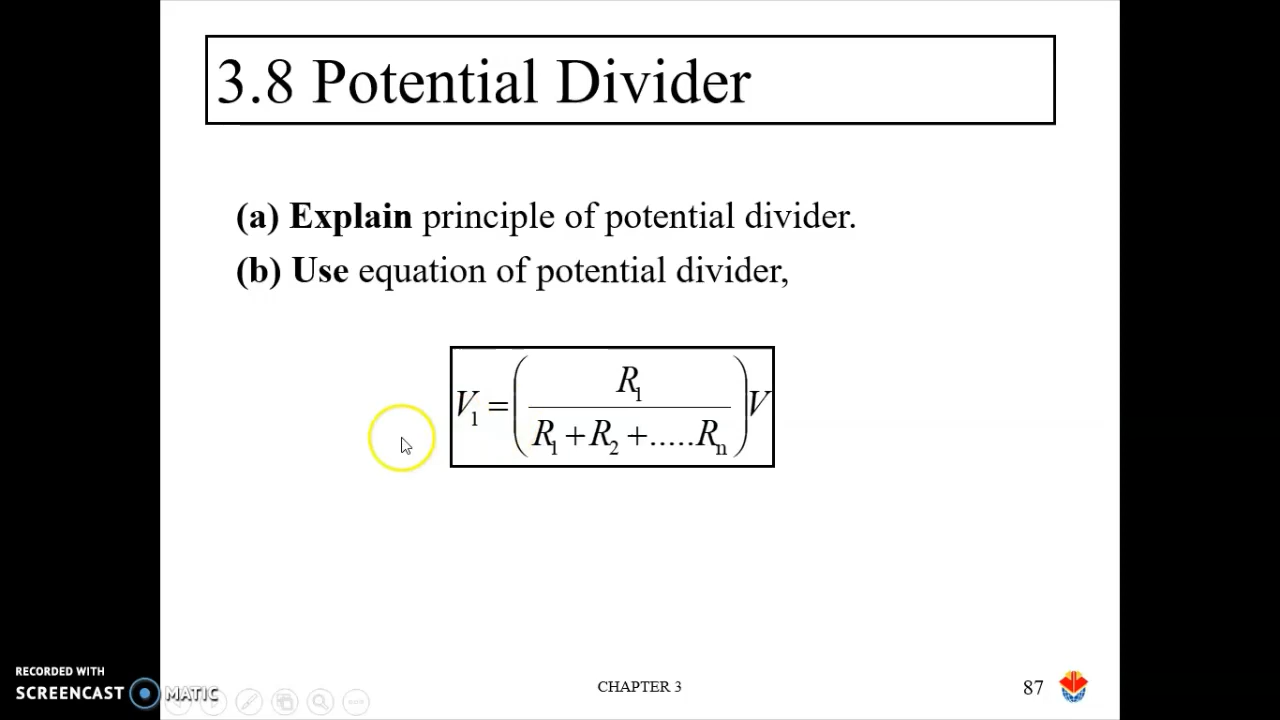 3.8 Potential Divider
(a) Explain principle of potential divider.
(b) Use equation of potential divider,
V₁ = (R₁ / (R₁ + R₂ + .....Rₙ)) V
RECORDED WITH
SCREENCAST MATIC
CHAPTER 3
87